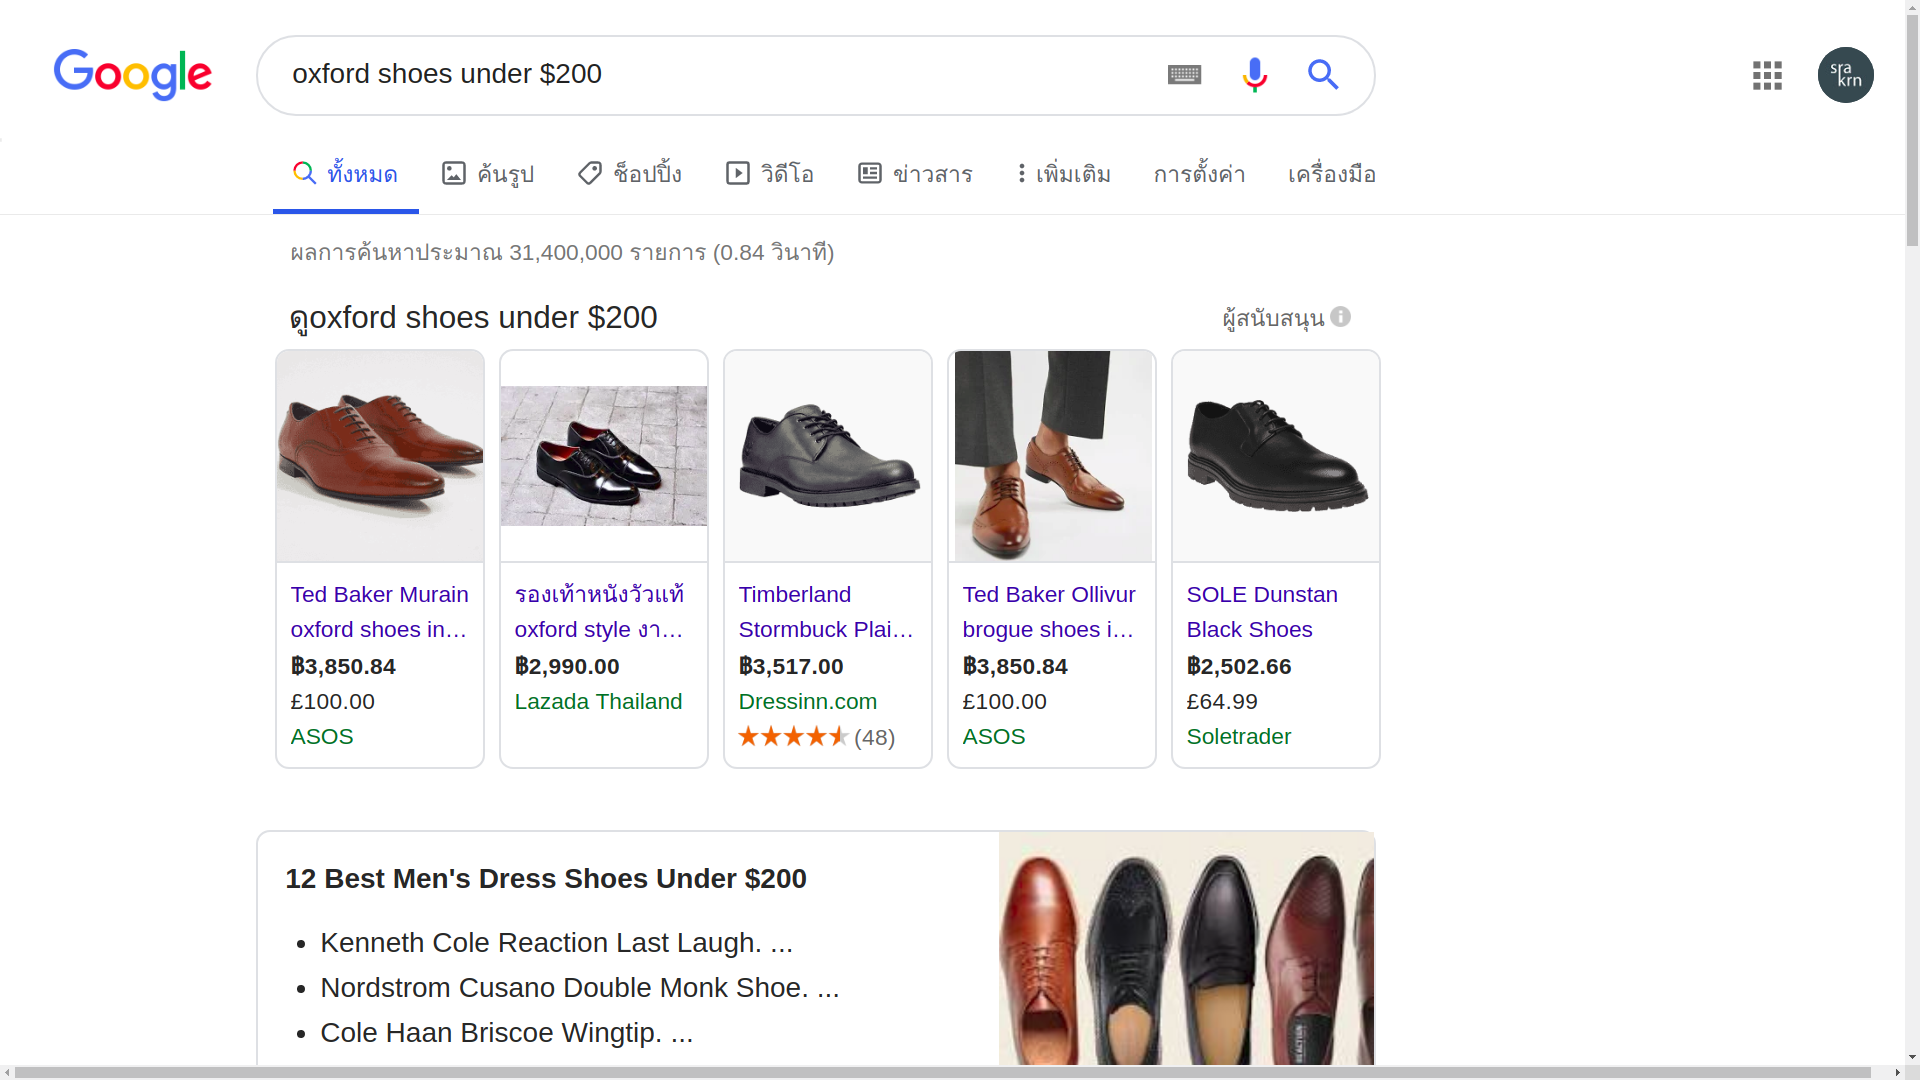 Google
oxford shoes under $200
sra
krn
ทั้งหมด ค้นรูป ช็อปปิ้ง วิดีโอ ข่าวสาร เพิ่มเติม การตั้งค่า เครื่องมือ
ผลการค้นหาประมาณ 31,400,000 รายการ (0.84 วินาที)
ดูoxford shoes under $200
ผู้สนับสนุน
Ted Baker Murain
oxford shoes in...
฿3,850.84
£100.00
ASOS
รองเท้าหนังวัวแท้
oxford style งา...
฿2,990.00
Lazada Thailand
Timberland
Stormbuck Plai...
฿3,517.00
Dressinn.com
(48)
Ted Baker Ollivur
brogue shoes i...
฿3,850.84
£100.00
ASOS
SOLE Dunstan
Black Shoes
฿2,502.66
£64.99
Soletrader
12 Best Men's Dress Shoes Under $200
• Kenneth Cole Reaction Last Laugh. ...
• Nordstrom Cusano Double Monk Shoe. ...
• Cole Haan Briscoe Wingtip. ...
REACTION